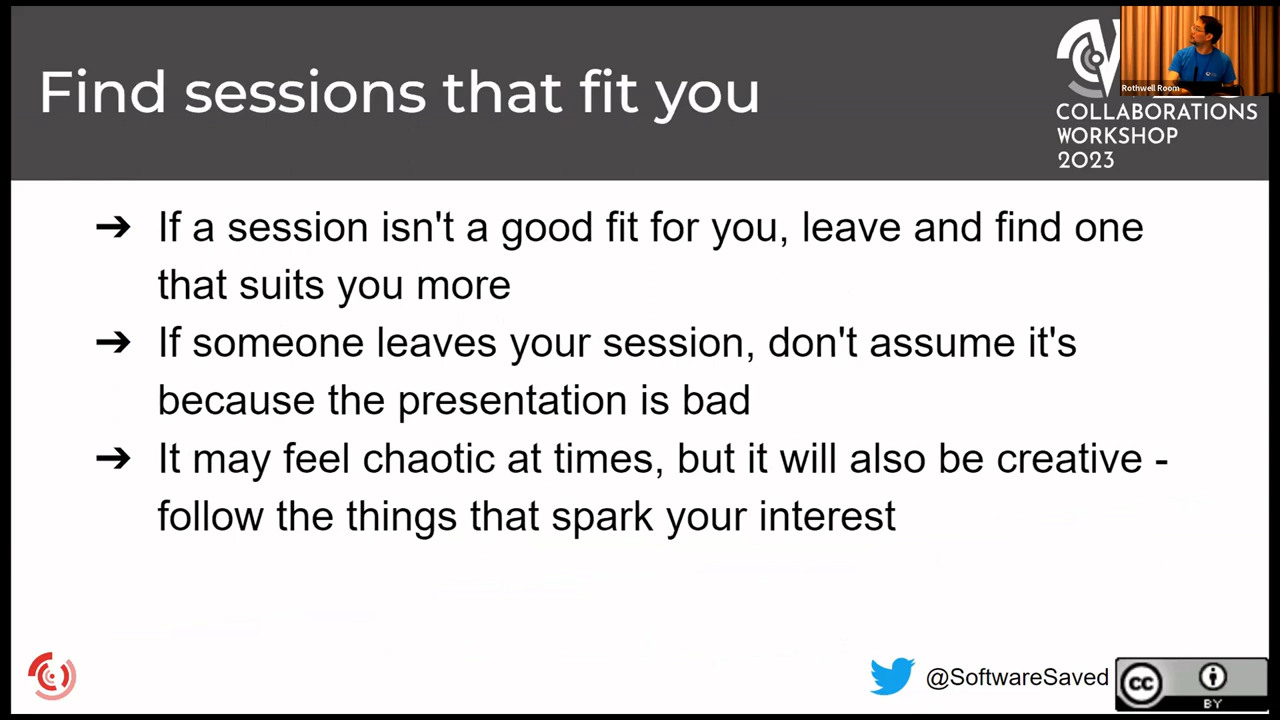 Find sessions that fit you
Rothwell Room
COLLABORATIONS
WORKSHOP
2023
➔ If a session isn't a good fit for you, leave and find one
that suits you more
➔ If someone leaves your session, don't assume it's
because the presentation is bad
➔ It may feel chaotic at times, but it will also be creative -
follow the things that spark your interest
@SoftwareSaved
cc
BY